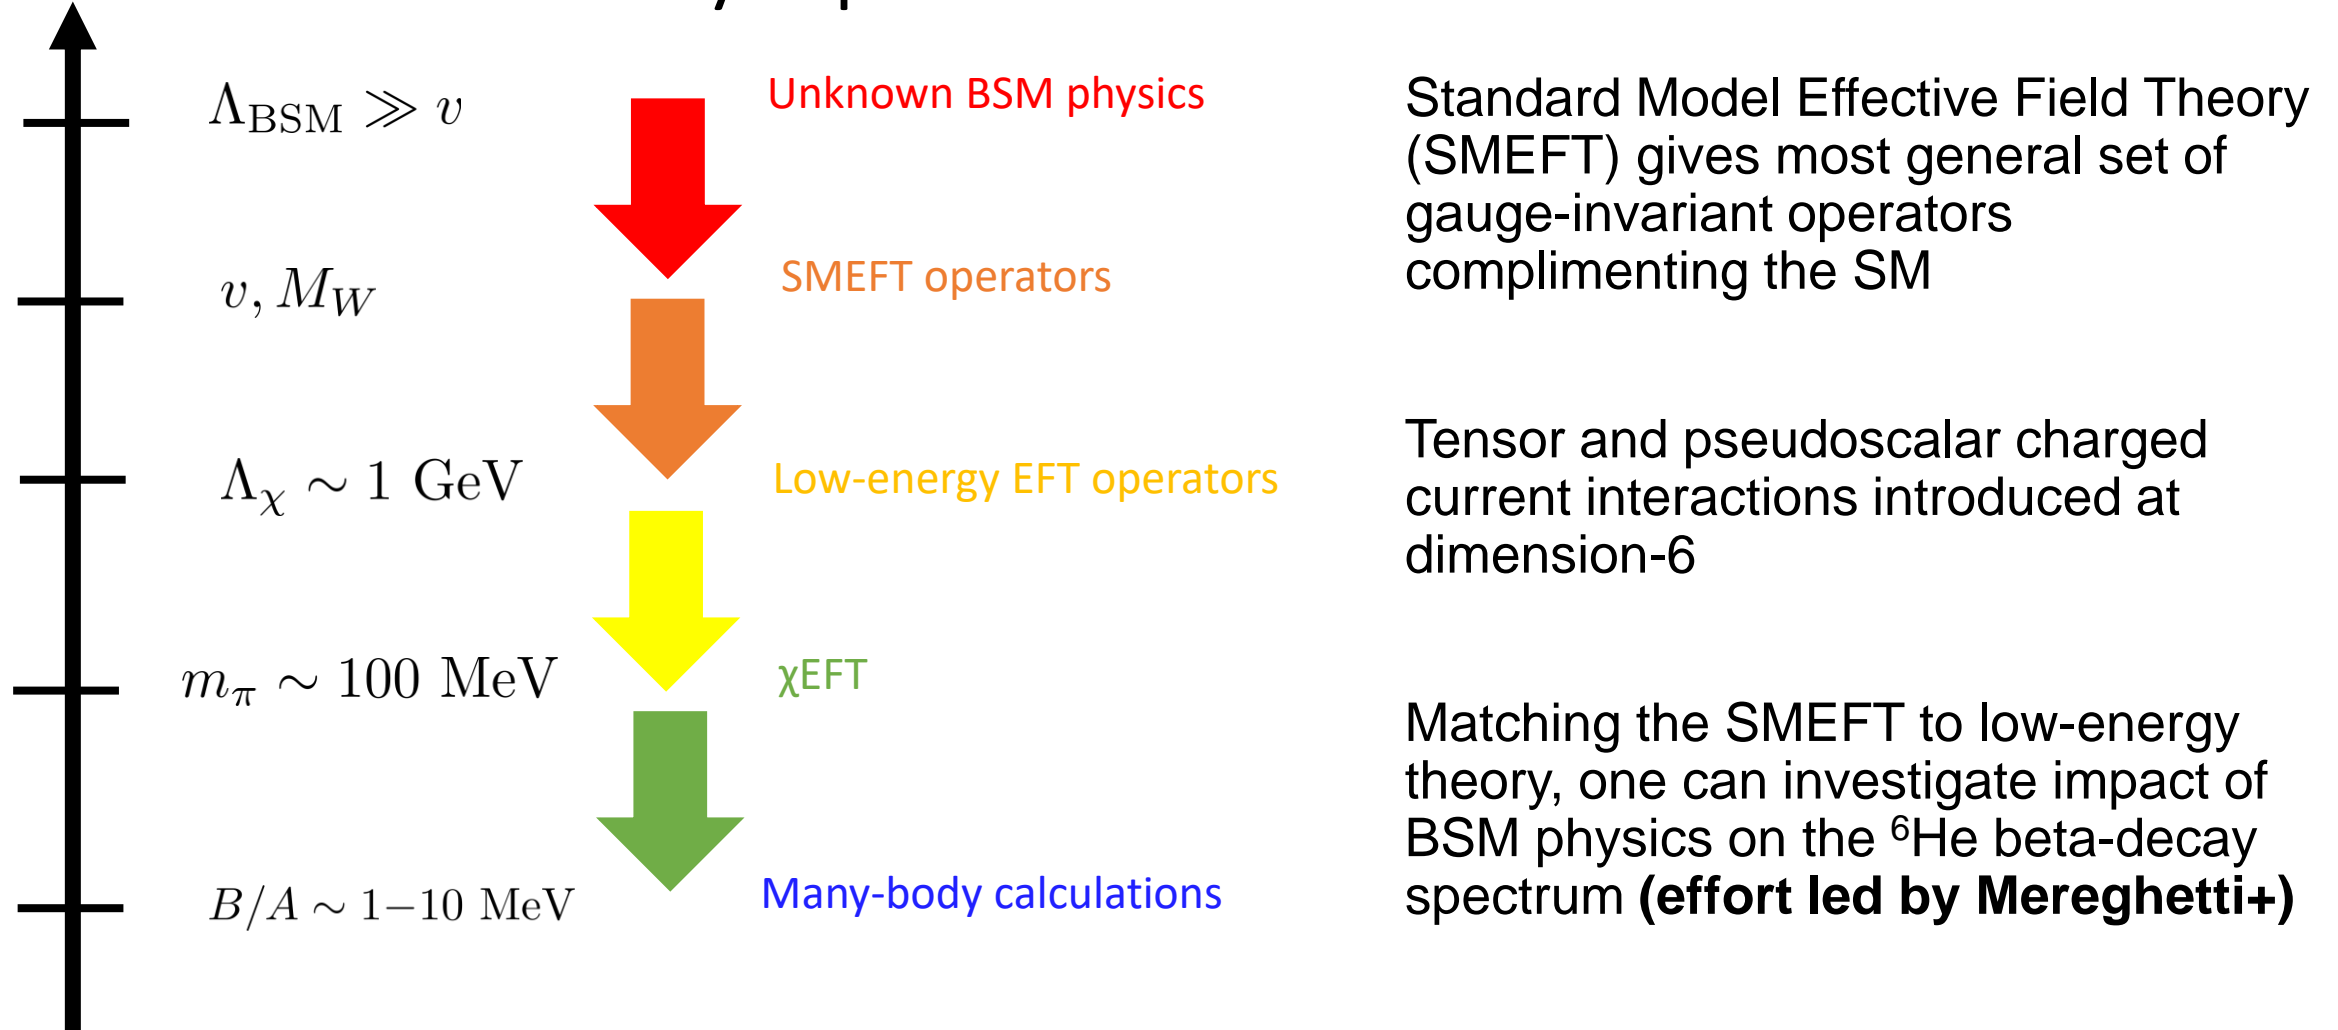 Λ_BSM ≫ v
Unknown BSM physics
v, M_W
SMEFT operators
Λ_χ ∼ 1 GeV
Low-energy EFT operators
m_π ∼ 100 MeV
χEFT
B/A ∼ 1−10 MeV
Many-body calculations
Standard Model Effective Field Theory
(SMEFT) gives most general set of
gauge-invariant operators
complimenting the SM
Tensor and pseudoscalar charged
current interactions introduced at
dimension-6
Matching the SMEFT to low-energy
theory, one can investigate impact of
BSM physics on the ⁶He beta-decay
spectrum (effort led by Mereghetti+)